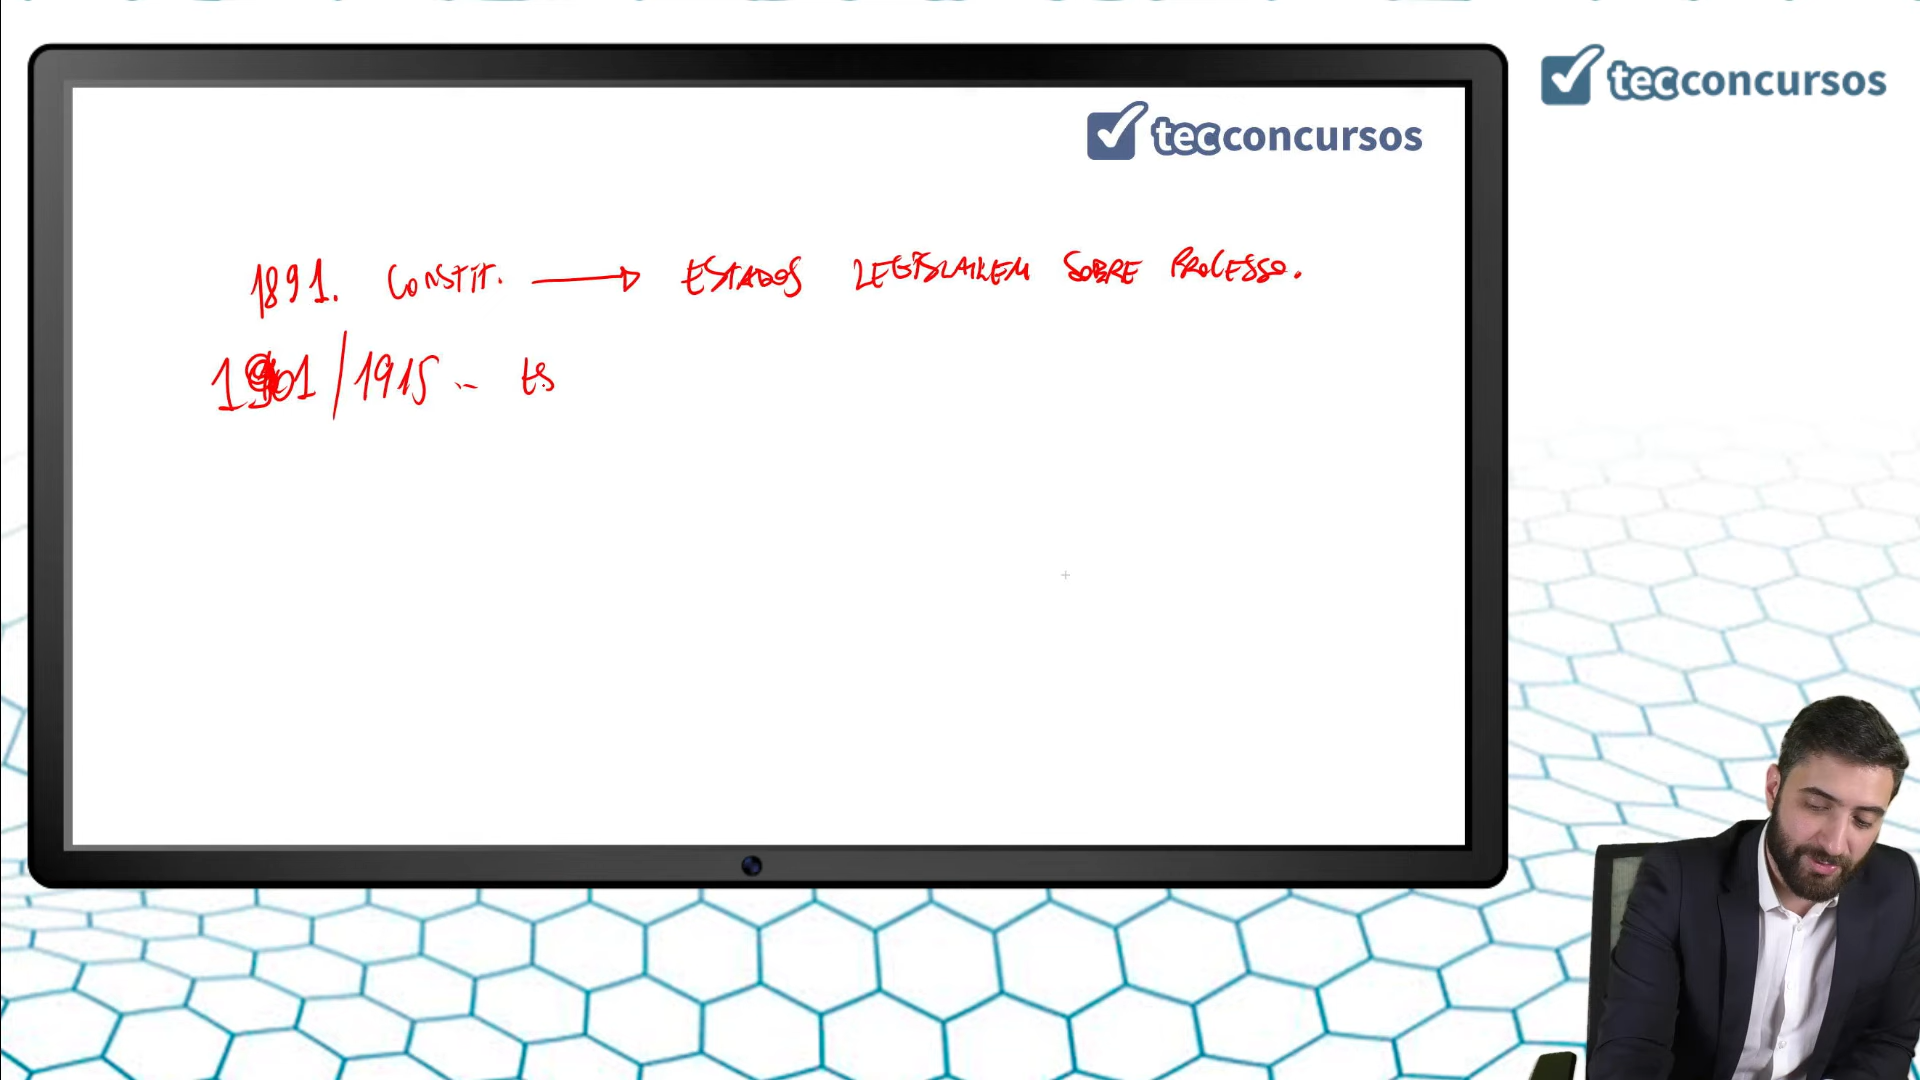 tecconcursos
tecconcursos
1891. CONSTIT. → ESTADOS LEGISLAREM SOBRE PROCESSO.
1901 / 1915 -- ES